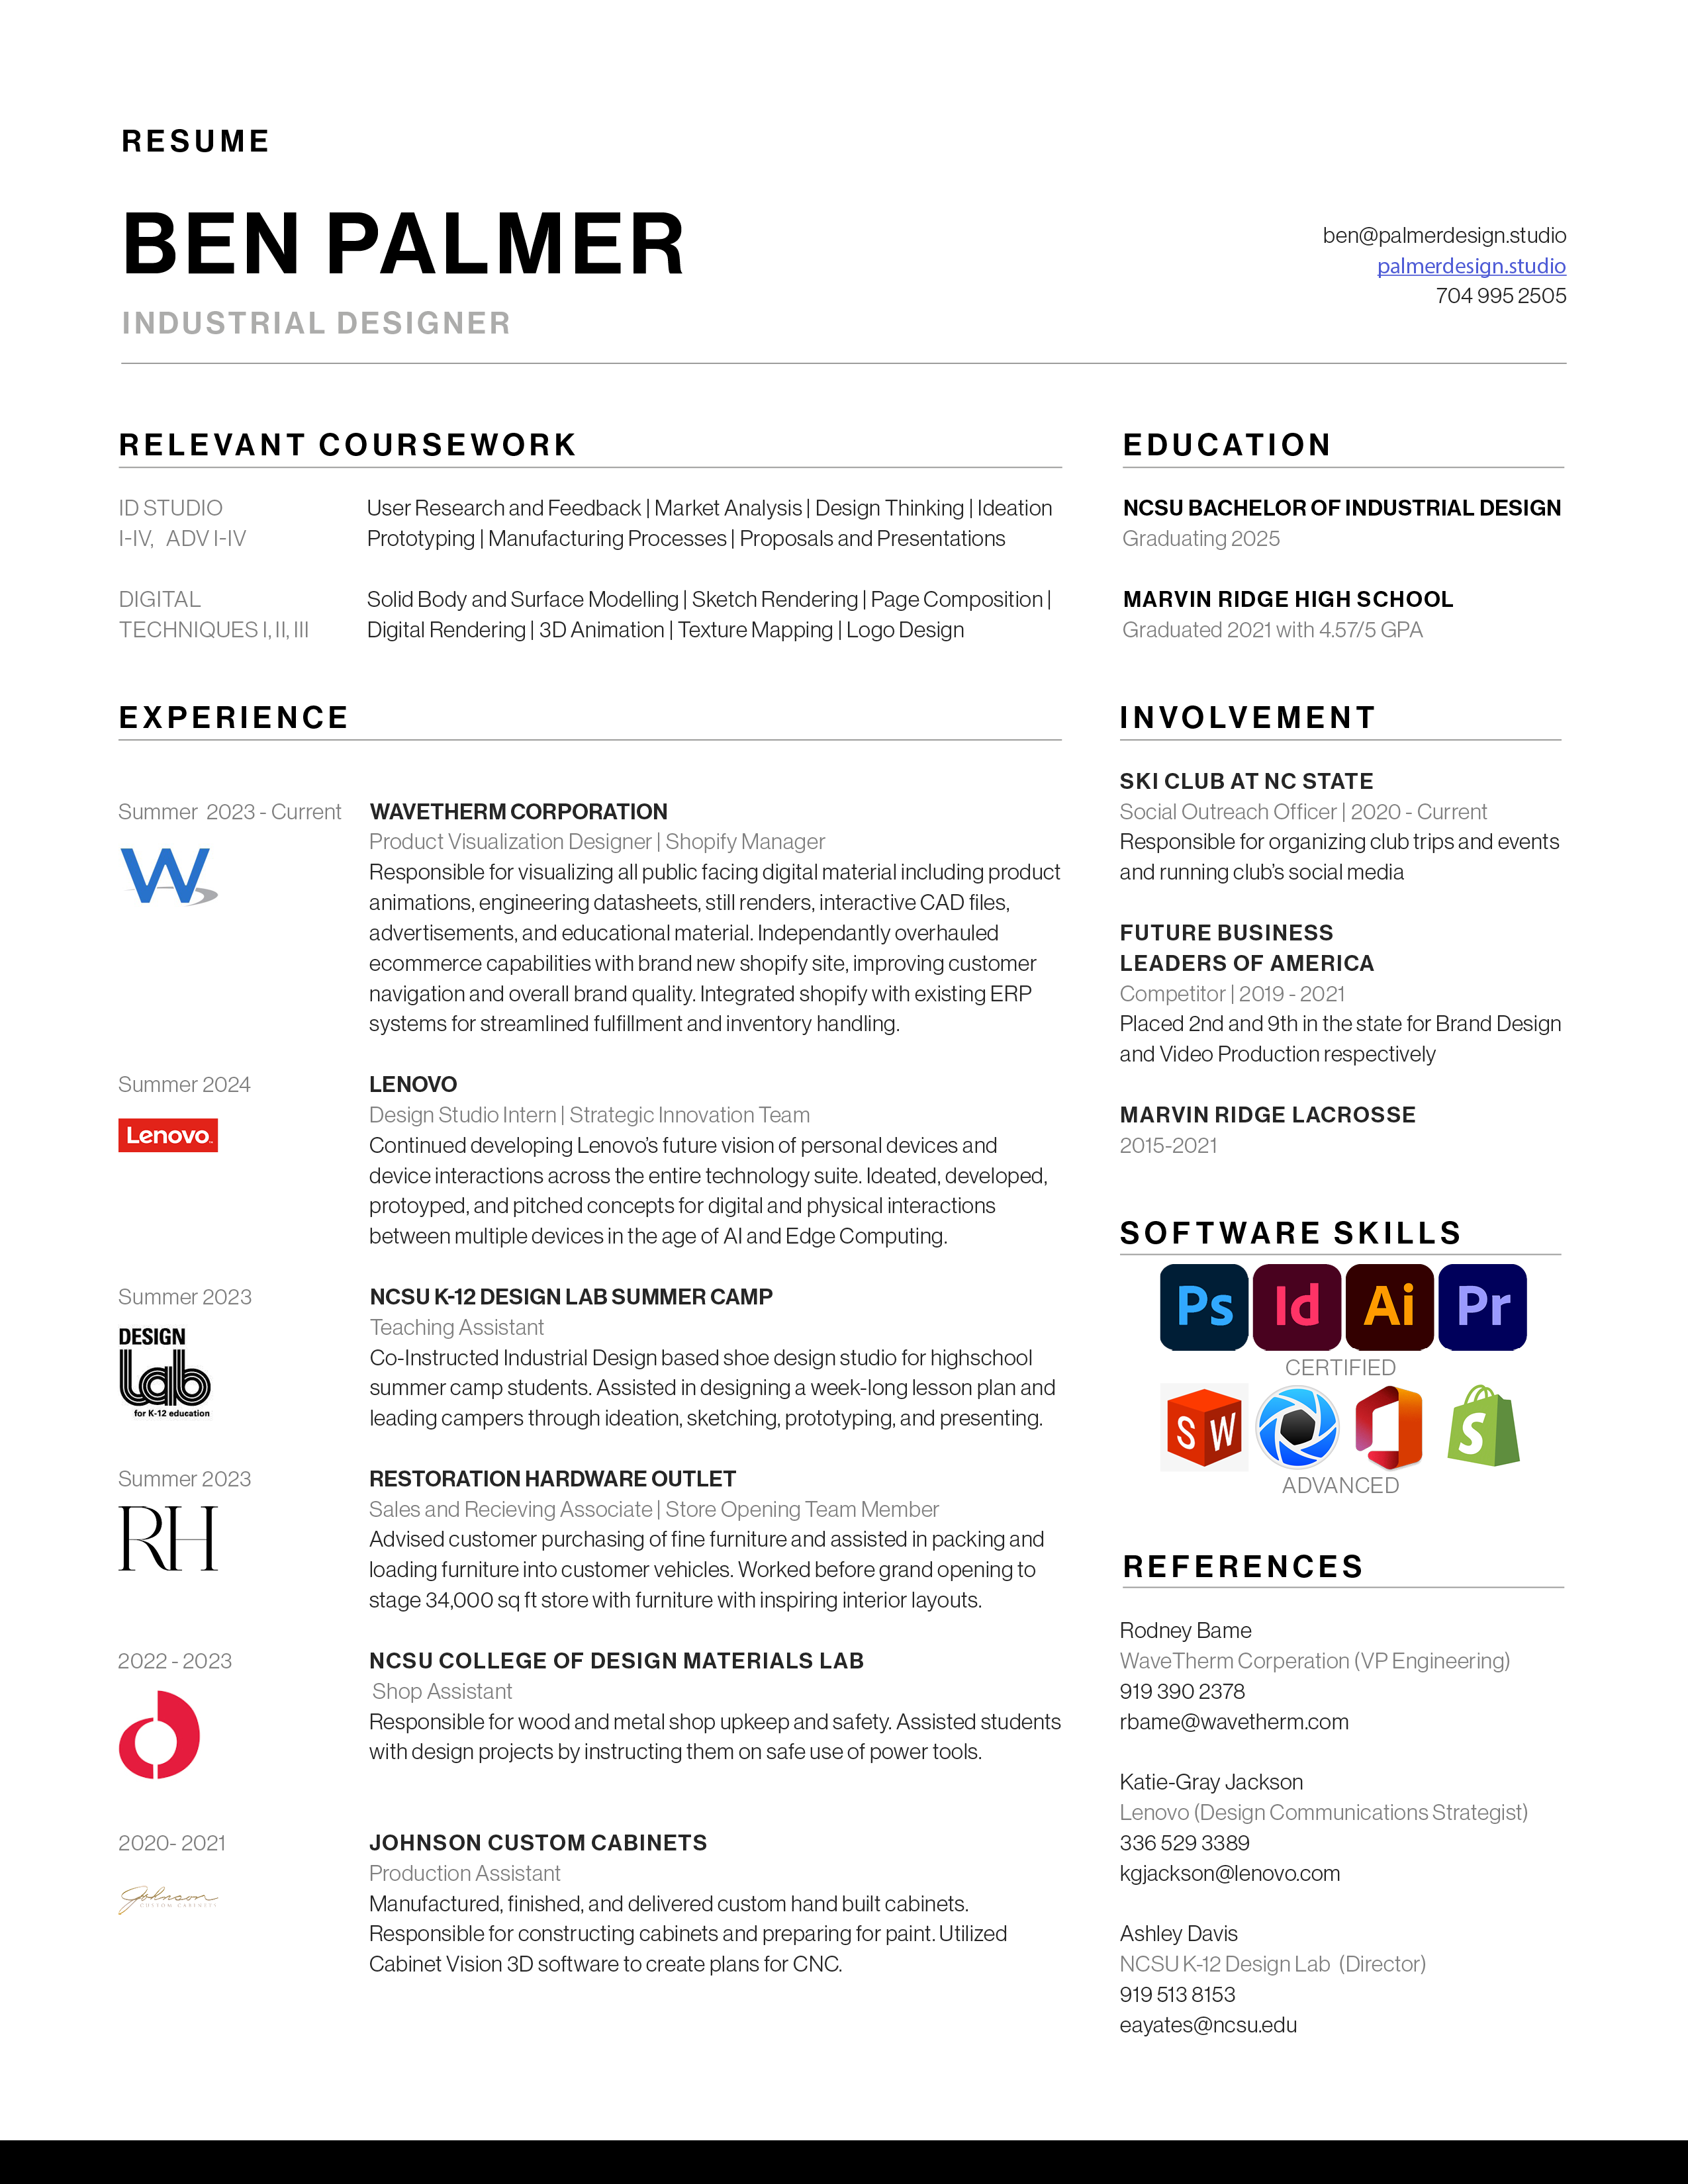 RESUME
BEN PALMER
INDUSTRIAL DESIGNER
ben@palmerdesign.studio
palmerdesign.studio
704 995 2505
RELEVANT COURSEWORK
ID STUDIO
I-IV, ADV I-IV
User Research and Feedback | Market Analysis | Design Thinking | Ideation
Prototyping | Manufacturing Processes | Proposals and Presentations
DIGITAL
TECHNIQUES I, II, III
Solid Body and Surface Modelling | Sketch Rendering | Page Composition |
Digital Rendering | 3D Animation | Texture Mapping | Logo Design
EXPERIENCE
Summer 2023 - Current
W
WAVETHERM CORPORATION
Product Visualization Designer | Shopify Manager
Responsible for visualizing all public facing digital material including product
animations, engineering datasheets, still renders, interactive CAD files,
advertisements, and educational material. Independantly overhauled
ecommerce capabilities with brand new shopify site, improving customer
navigation and overall brand quality. Integrated shopify with existing ERP
systems for streamlined fulfillment and inventory handling.
Summer 2024
Lenovo
LENOVO
Design Studio Intern | Strategic Innovation Team
Continued developing Lenovo's future vision of personal devices and
device interactions across the entire technology suite. Ideated, developed,
protoyped, and pitched concepts for digital and physical interactions
between multiple devices in the age of AI and Edge Computing.
Summer 2023
DESIGN
lab
for K-12 education
NCSU K-12 DESIGN LAB SUMMER CAMP
Teaching Assistant
Co-Instructed Industrial Design based shoe design studio for highschool
summer camp students. Assisted in designing a week-long lesson plan and
leading campers through ideation, sketching, prototyping, and presenting.
Summer 2023
RH
RESTORATION HARDWARE OUTLET
Sales and Recieving Associate | Store Opening Team Member
Advised customer purchasing of fine furniture and assisted in packing and
loading furniture into customer vehicles. Worked before grand opening to
stage 34,000 sq ft store with furniture with inspiring interior layouts.
2022 - 2023
NCSU COLLEGE OF DESIGN MATERIALS LAB
Shop Assistant
Responsible for wood and metal shop upkeep and safety. Assisted students
with design projects by instructing them on safe use of power tools.
2020- 2021
Johnson
CUSTOM CABINETS
JOHNSON CUSTOM CABINETS
Production Assistant
Manufactured, finished, and delivered custom hand built cabinets.
Responsible for constructing cabinets and preparing for paint. Utilized
Cabinet Vision 3D software to create plans for CNC.
EDUCATION
NCSU BACHELOR OF INDUSTRIAL DESIGN
Graduating 2025
MARVIN RIDGE HIGH SCHOOL
Graduated 2021 with 4.57/5 GPA
INVOLVEMENT
SKI CLUB AT NC STATE
Social Outreach Officer | 2020 - Current
Responsible for organizing club trips and events
and running club's social media
FUTURE BUSINESS
LEADERS OF AMERICA
Competitor | 2019 - 2021
Placed 2nd and 9th in the state for Brand Design
and Video Production respectively
MARVIN RIDGE LACROSSE
2015-2021
SOFTWARE SKILLS
Ps Id Ai Pr
CERTIFIED
S W S
ADVANCED
REFERENCES
Rodney Bame
WaveTherm Corperation (VP Engineering)
919 390 2378
rbame@wavetherm.com
Katie-Gray Jackson
Lenovo (Design Communications Strategist)
336 529 3389
kgjackson@lenovo.com
Ashley Davis
NCSU K-12 Design Lab (Director)
919 513 8153
eayates@ncsu.edu